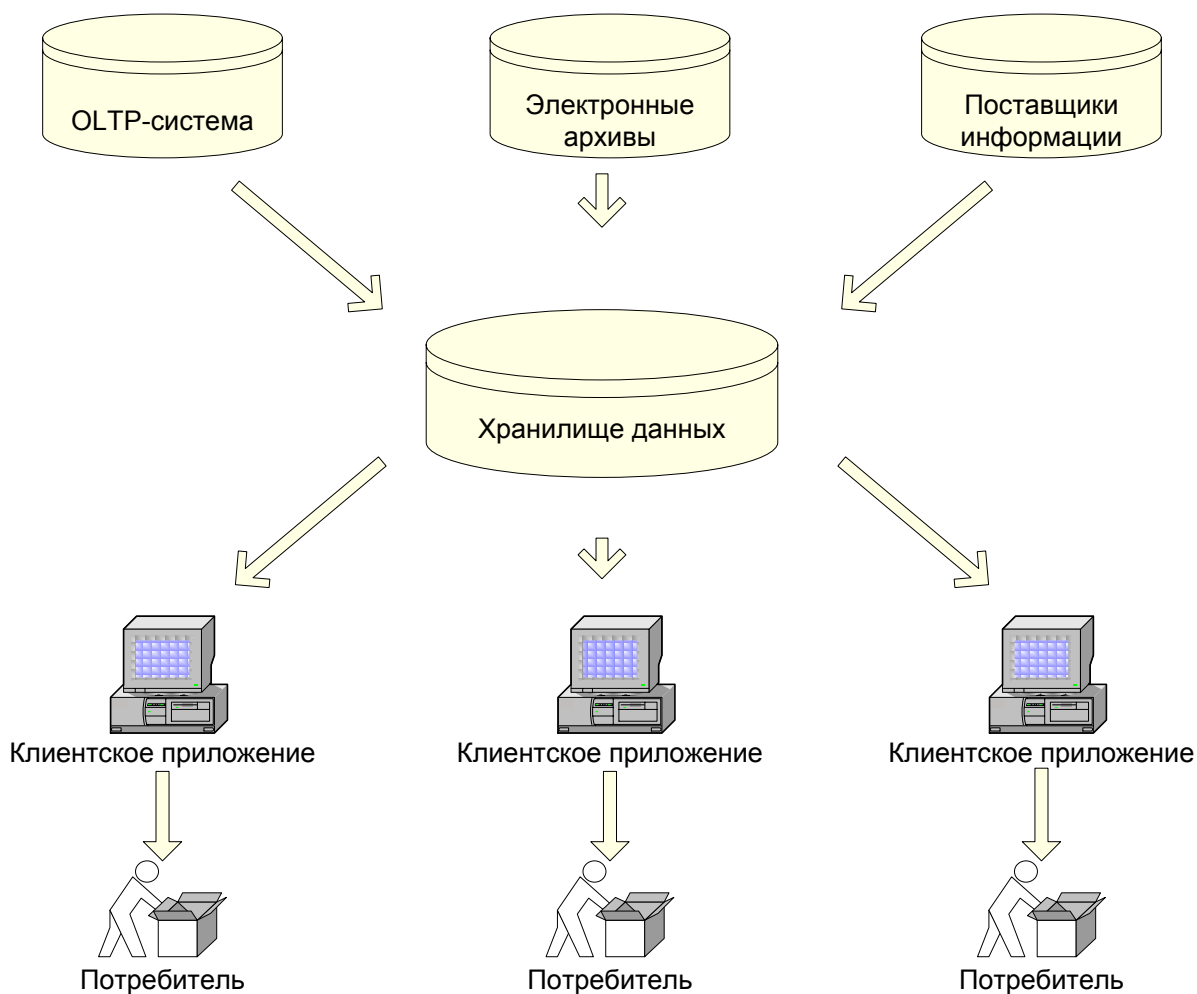 OLTP-система
Электронные
архивы
Поставщики
информации
Хранилище данных
Клиентское приложение
Клиентское приложение
Клиентское приложение
Потребитель
Потребитель
Потребитель